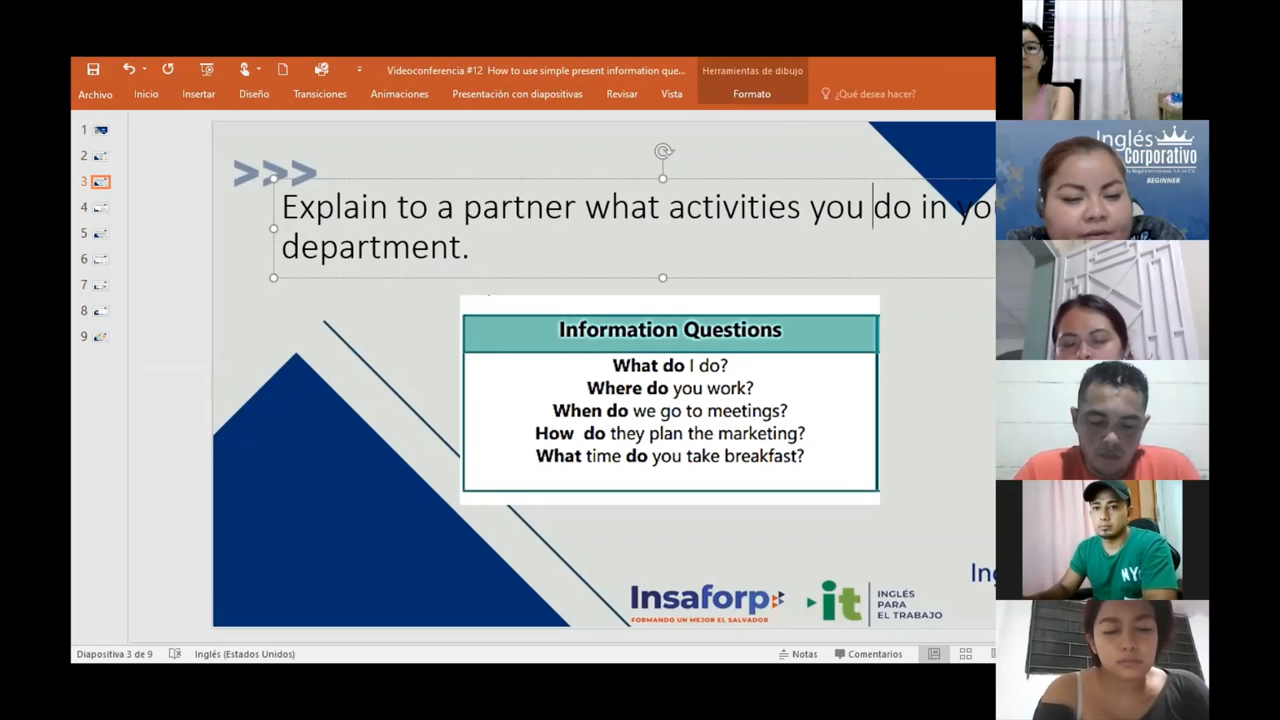 Videoconferencia #12 How to use simple present information que...
Herramientas de dibujo
Archivo
Inicio
Insertar
Diseño
Transiciones
Animaciones
Presentación con diapositivas
Revisar
Vista
Formato
¿Qué desea hacer?
1
2
3
4
5
6
7
8
9
>>>
Explain to a partner what activities you do in yo
department.
Information Questions
What do I do?
Where do you work?
When do we go to meetings?
How do they plan the marketing?
What time do you take breakfast?
Ing
Insaforp
FORMANDO UN MEJOR EL SALVADOR
it
INGLÉS
PARA
EL TRABAJO
Diapositiva 3 de 9
Inglés (Estados Unidos)
Notas
Comentarios
Inglés
Corporativo
BEGINNER